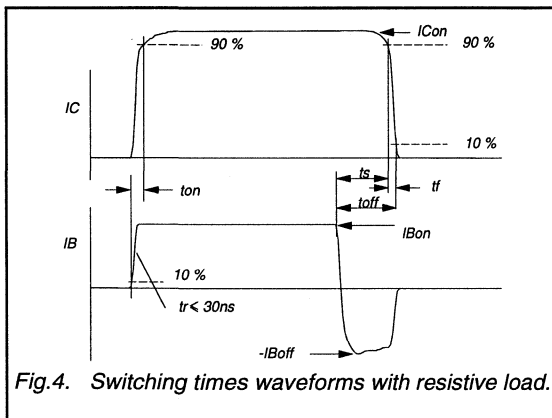 ICon
90 %
90 %
IC
10 %
ts
ton
tf
toff
IBon
IB
10 %
tr ≤ 30ns
-IBoff
Fig.4. Switching times waveforms with resistive load.